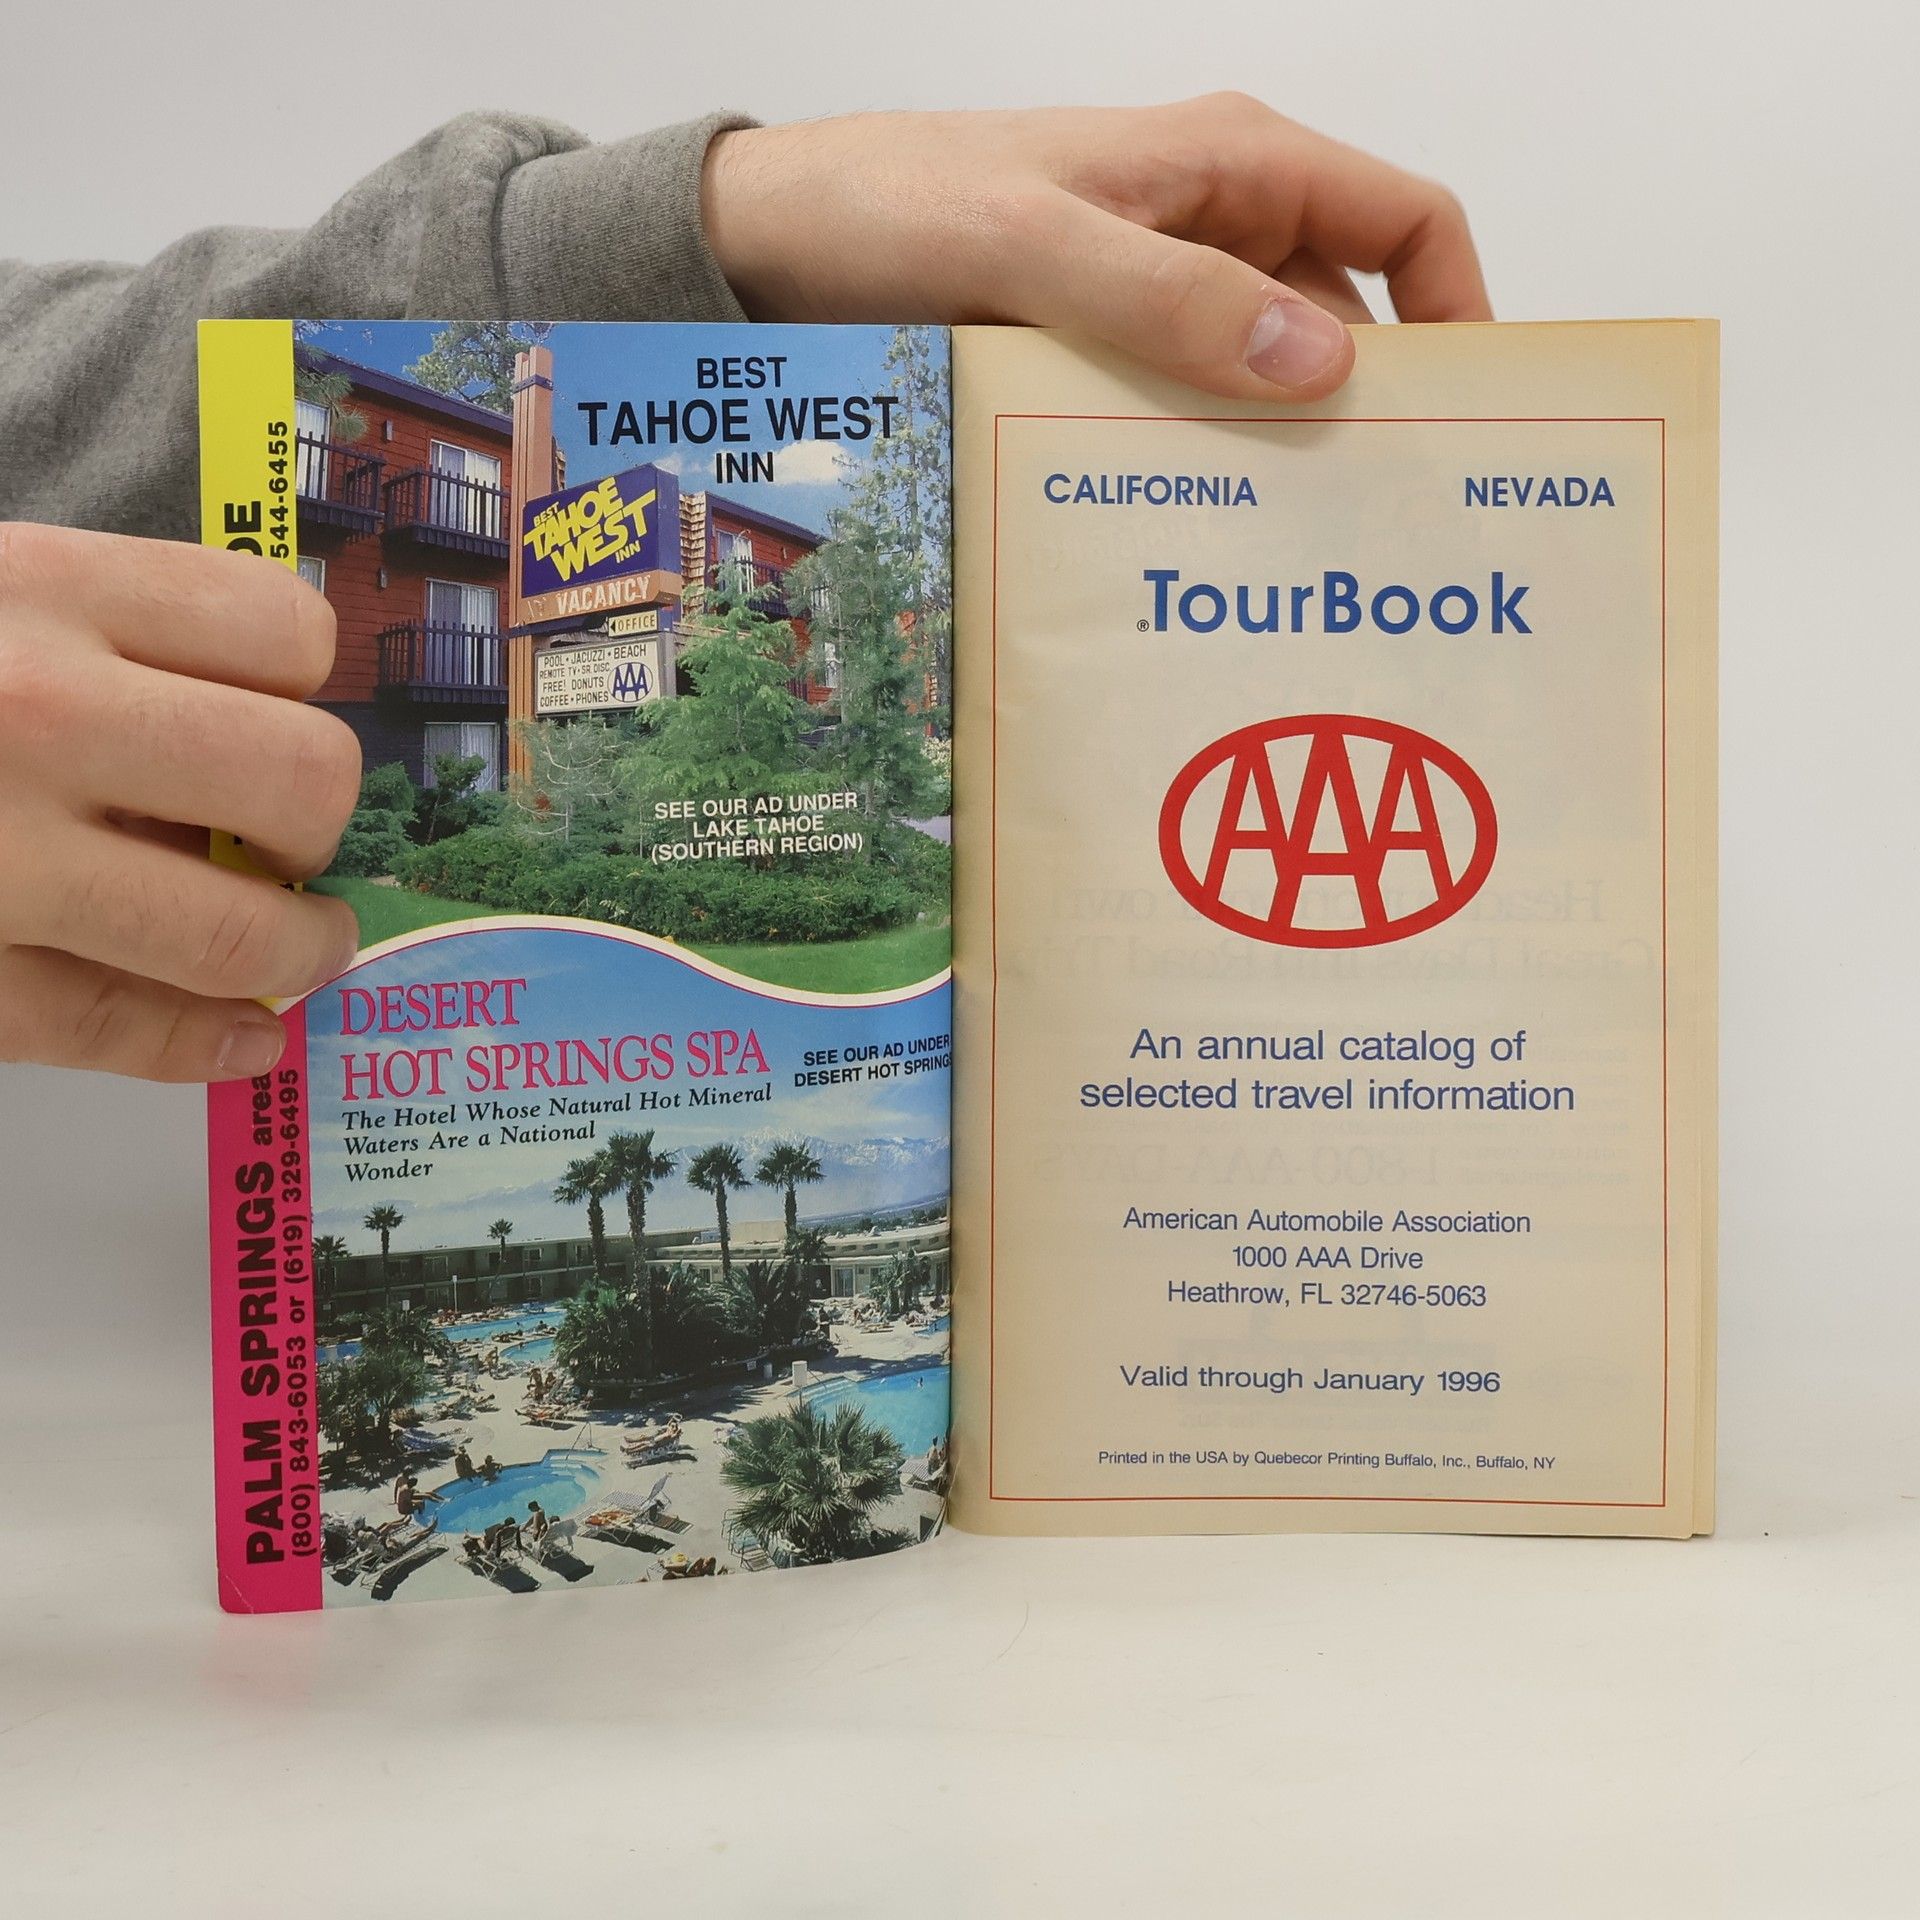 DE
544-6455
BEST
TAHOE WEST
INN
BEST
TAHOE
WEST
INN
VACANCY
OFFICE
POOL • JACUZZI • BEACH
REMOTE TV • SR. DISC.
FREE! DONUTS
COFFEE • PHONES
AAA
SEE OUR AD UNDER
LAKE TAHOE
(SOUTHERN REGION)
PALM SPRINGS area
(800) 843-6053 or (619) 329-6495
DESERT
HOT SPRINGS SPA
The Hotel Whose Natural Hot Mineral
Waters Are a National
Wonder
SEE OUR AD UNDER
DESERT HOT SPRINGS
CALIFORNIA NEVADA
®TourBook
AAA
An annual catalog of
selected travel information
American Automobile Association
1000 AAA Drive
Heathrow, FL 32746-5063
Valid through January 1996
Printed in the USA by Quebecor Printing Buffalo, Inc., Buffalo, NY